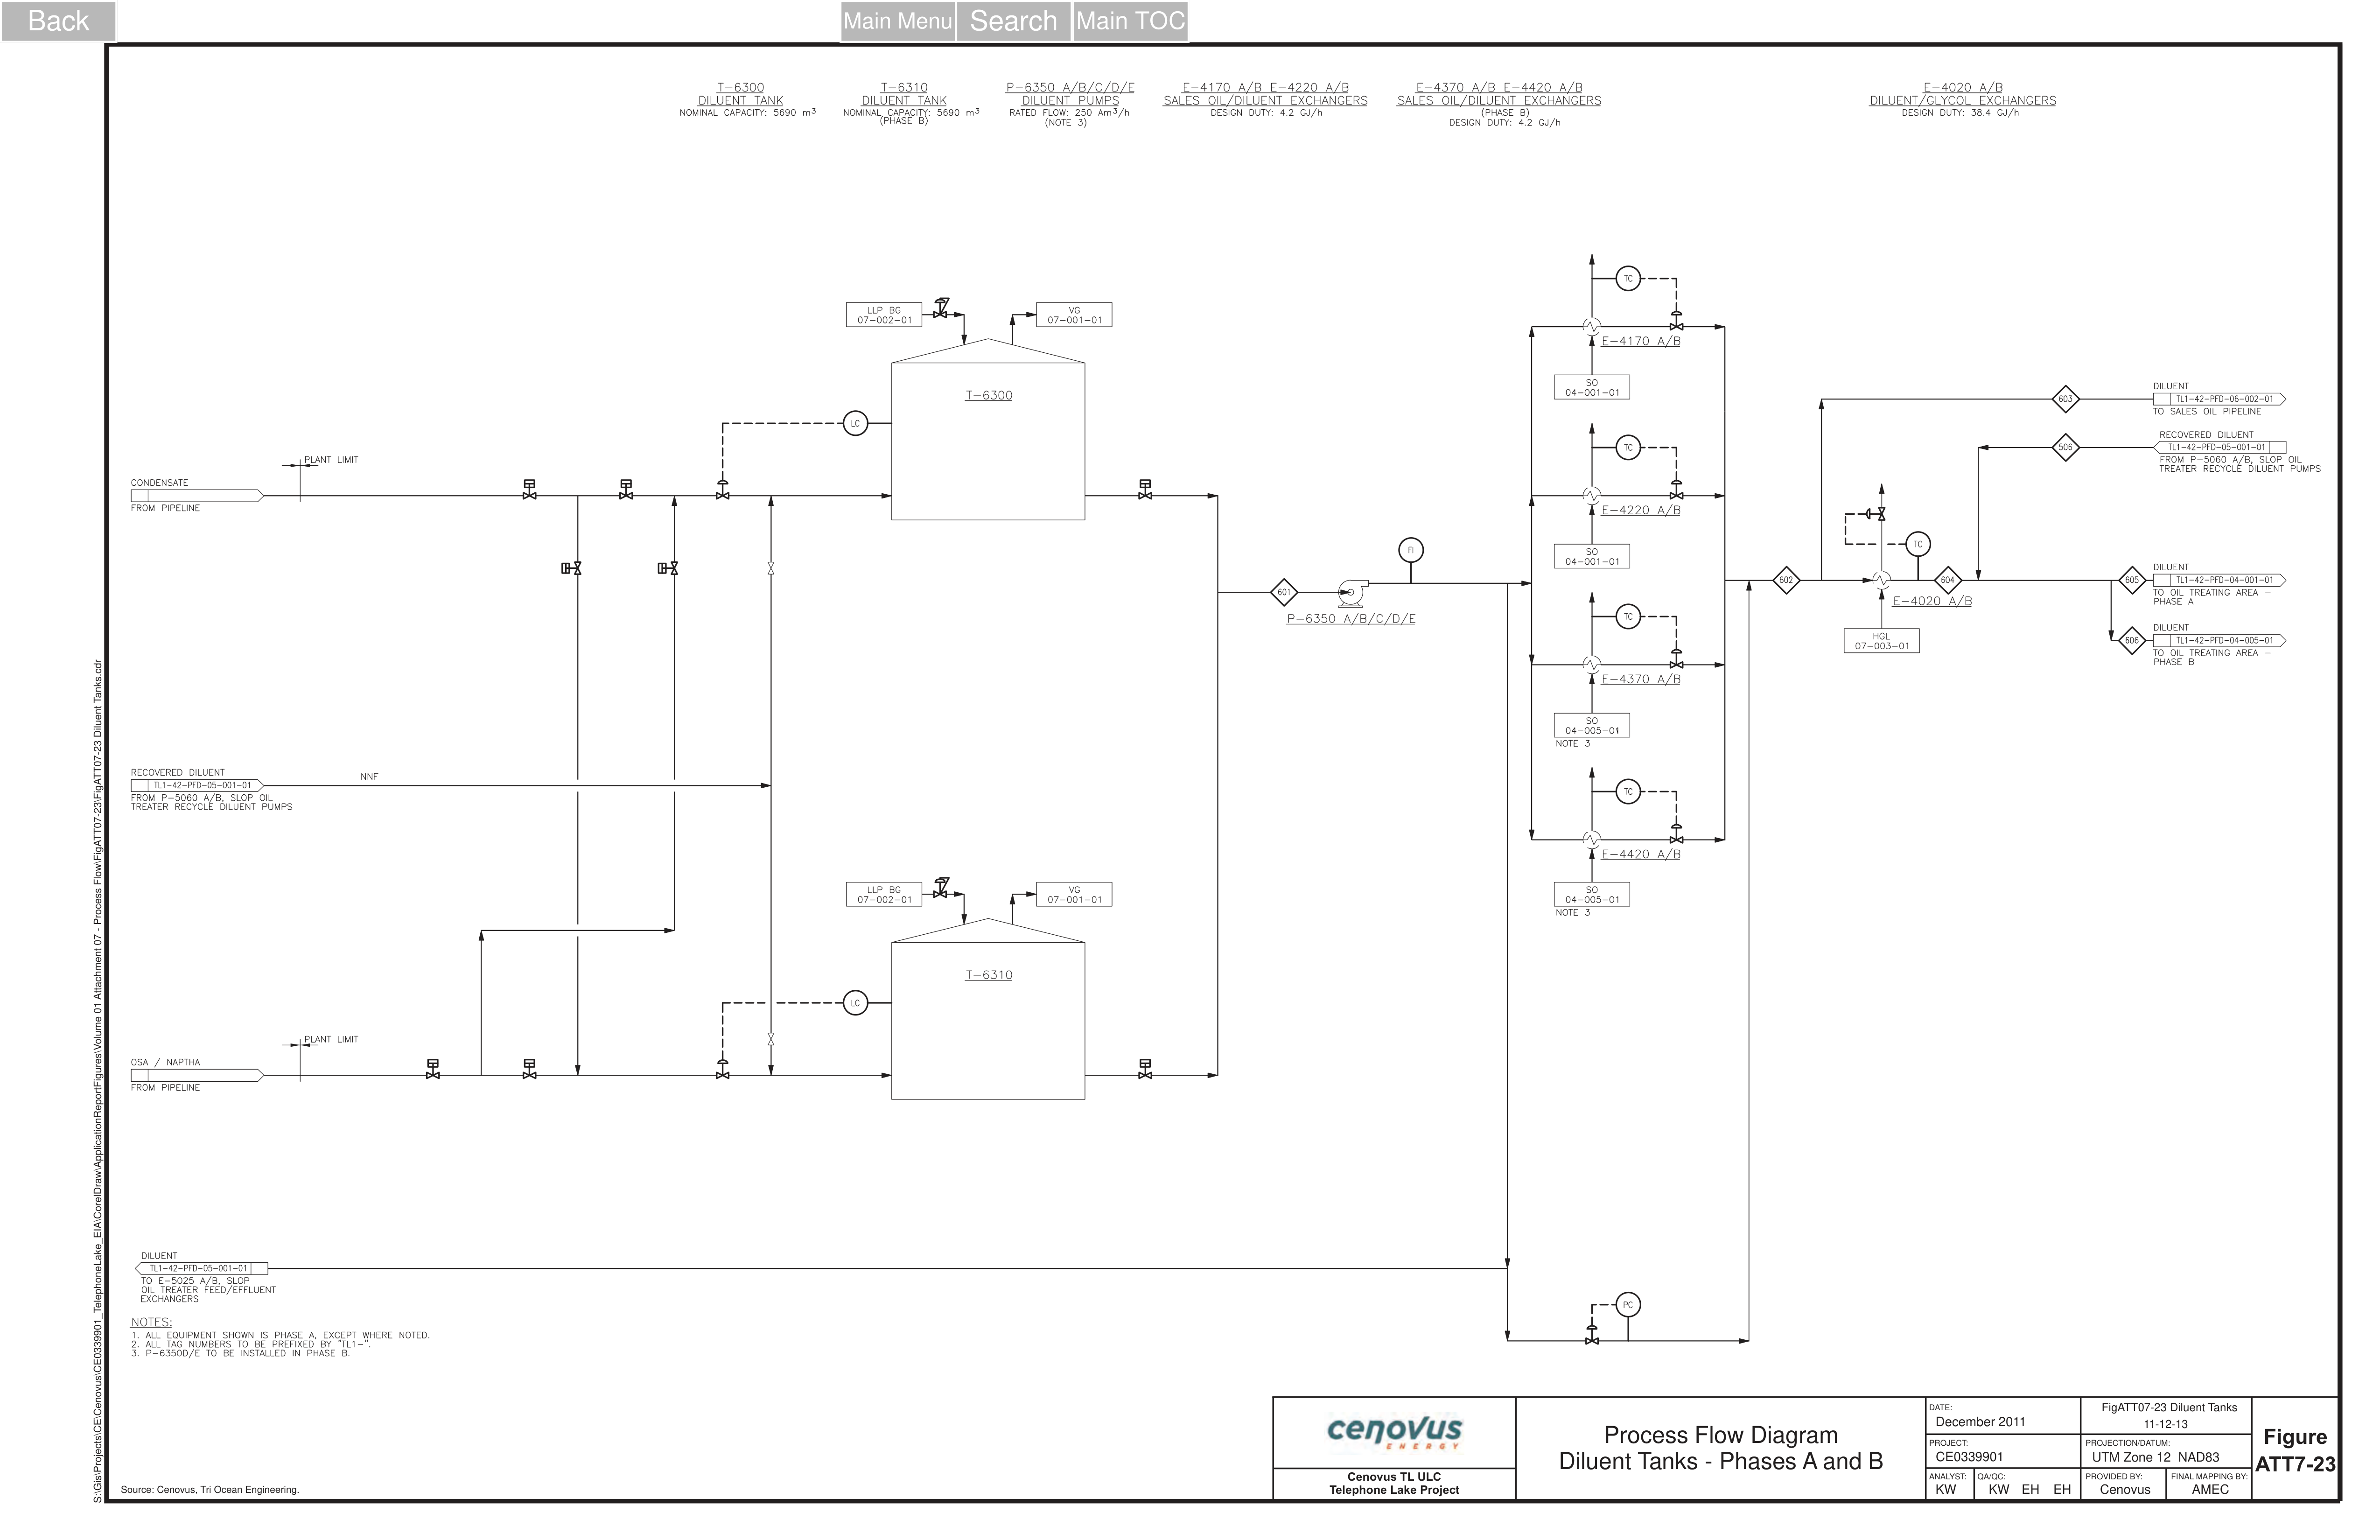 Back
Main Menu
Search
Main TOC
T-6300
DILUENT TANK
NOMINAL CAPACITY: 5690 m3
T-6310
DILUENT TANK
NOMINAL CAPACITY: 5690 m3
(PHASE B)
P-6350 A/B/C/D/E
DILUENT PUMPS
RATED FLOW: 250 Am3/h
(NOTE 3)
E-4170 A/B E-4220 A/B
SALES OIL/DILUENT EXCHANGERS
DESIGN DUTY: 4.2 GJ/h
E-4370 A/B E-4420 A/B
SALES OIL/DILUENT EXCHANGERS
(PHASE B)
DESIGN DUTY: 4.2 GJ/h
E-4020 A/B
DILUENT/GLYCOL EXCHANGERS
DESIGN DUTY: 38.4 GJ/h
LLP BG
07-002-01
VG
07-001-01
T-6300
LC
CONDENSATE
FROM PIPELINE
PLANT LIMIT
RECOVERED DILUENT
TL1-42-PFD-05-001-01
FROM P-5060 A/B, SLOP OIL
TREATER RECYCLE DILUENT PUMPS
NNF
LLP BG
07-002-01
VG
07-001-01
T-6310
LC
OSA / NAPTHA
FROM PIPELINE
PLANT LIMIT
601
P-6350 A/B/C/D/E
FI
TC
E-4170 A/B
SO
04-001-01
TC
E-4220 A/B
SO
04-001-01
TC
E-4370 A/B
SO
04-005-01
NOTE 3
TC
E-4420 A/B
SO
04-005-01
NOTE 3
PC
602
603
DILUENT
TL1-42-PFD-06-002-01
TO SALES OIL PIPELINE
506
RECOVERED DILUENT
TL1-42-PFD-05-001-01
FROM P-5060 A/B, SLOP OIL
TREATER RECYCLE DILUENT PUMPS
TC
604
E-4020 A/B
HGL
07-003-01
605
DILUENT
TL1-42-PFD-04-001-01
TO OIL TREATING AREA -
PHASE A
606
DILUENT
TL1-42-PFD-04-005-01
TO OIL TREATING AREA -
PHASE B
DILUENT
TL1-42-PFD-05-001-01
TO E-5025 A/B, SLOP
OIL TREATER FEED/EFFLUENT
EXCHANGERS
NOTES:
1. ALL EQUIPMENT SHOWN IS PHASE A, EXCEPT WHERE NOTED.
2. ALL TAG NUMBERS TO BE PREFIXED BY "TL1-".
3. P-6350D/E TO BE INSTALLED IN PHASE B.
S:\Gis\Projects\CE\Cenovus\CE0339901_TelephoneLake_EIA\CorelDraw\ApplicationReportFigures\Volume 01 Attachment 07 - Process Flow\FigATT07-23\FigATT07-23 Diluent Tanks.cdr
Source: Cenovus, Tri Ocean Engineering.
cenovus
ENERGY
Cenovus TL ULC
Telephone Lake Project
Process Flow Diagram
Diluent Tanks - Phases A and B
DATE:
December 2011
FigATT07-23 Diluent Tanks
11-12-13
PROJECT:
CE0339901
PROJECTION/DATUM:
UTM Zone 12 NAD83
ANALYST:
KW
QA/QC:
KW EH EH
PROVIDED BY:
Cenovus
FINAL MAPPING BY:
AMEC
Figure
ATT7-23